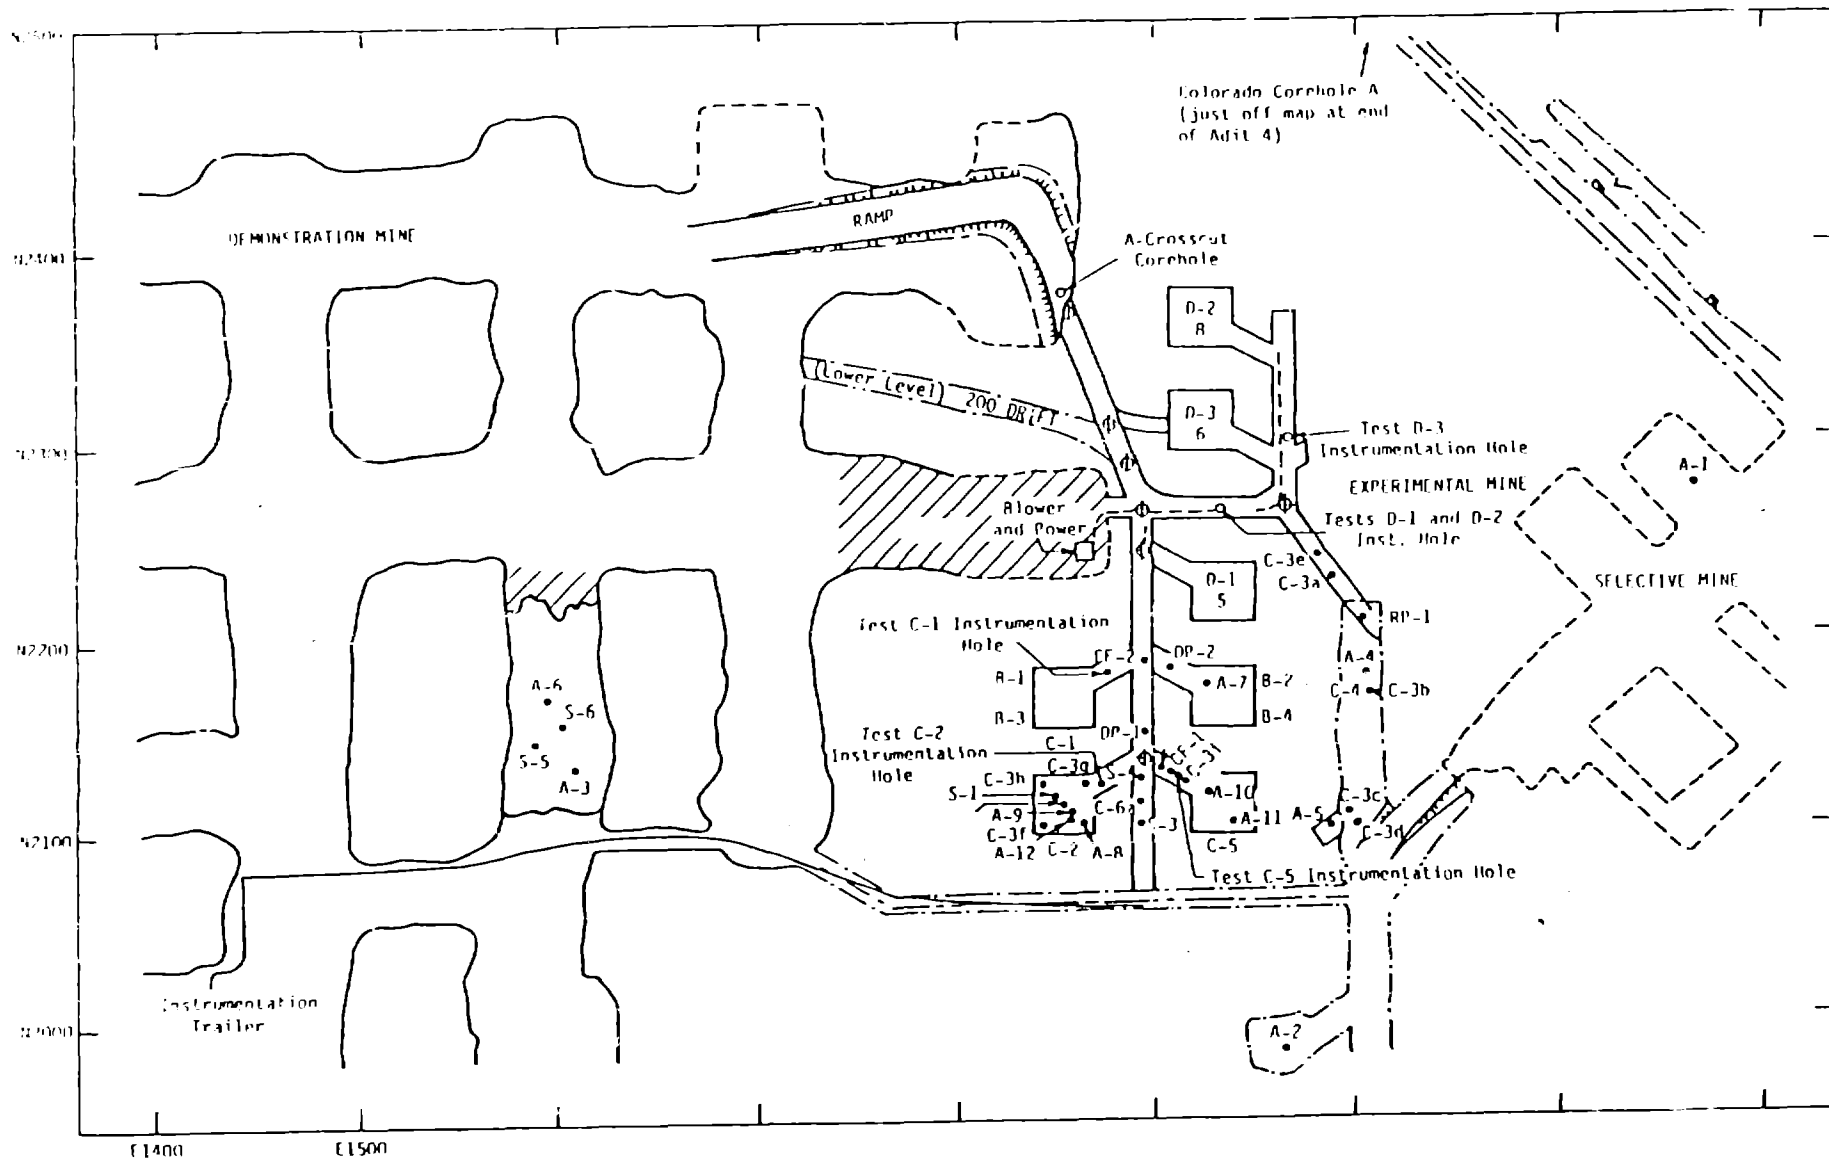 N2500
Colorado Corehole A
(just off map at end
of Adit 4)
DEMONSTRATION MINE
RAMP
N2400
A-Crosscut
Corehole
D-2
8
(Lower Level) 200 DRIFT
D-3
6
Test D-3
Instrumentation Hole
N2300
A-1
EXPERIMENTAL MINE
Blower
and Power
Tests D-1 and D-2
Inst. Hole
C-3e
C-3a
D-1
5
SELECTIVE MINE
RP-1
Test C-1 Instrumentation
Hole
N2200
CF-2
DP-2
A-4
B-1
A-7
B-2
C-4
C-3b
A-6
S-6
B-3
B-4
DP-1
Test C-2
Instrumentation
Hole
C-1
S-5
C-3g
A-3
C-3h
S-1
A-10
C-3c
C-6a
A-9
S-3
A-11
A-5
C-3f
C-3d
A-12
C-2
A-8
C-5
N2100
Test C-5 Instrumentation Hole
Instrumentation
Trailer
N2000
A-2
E1400
E1500